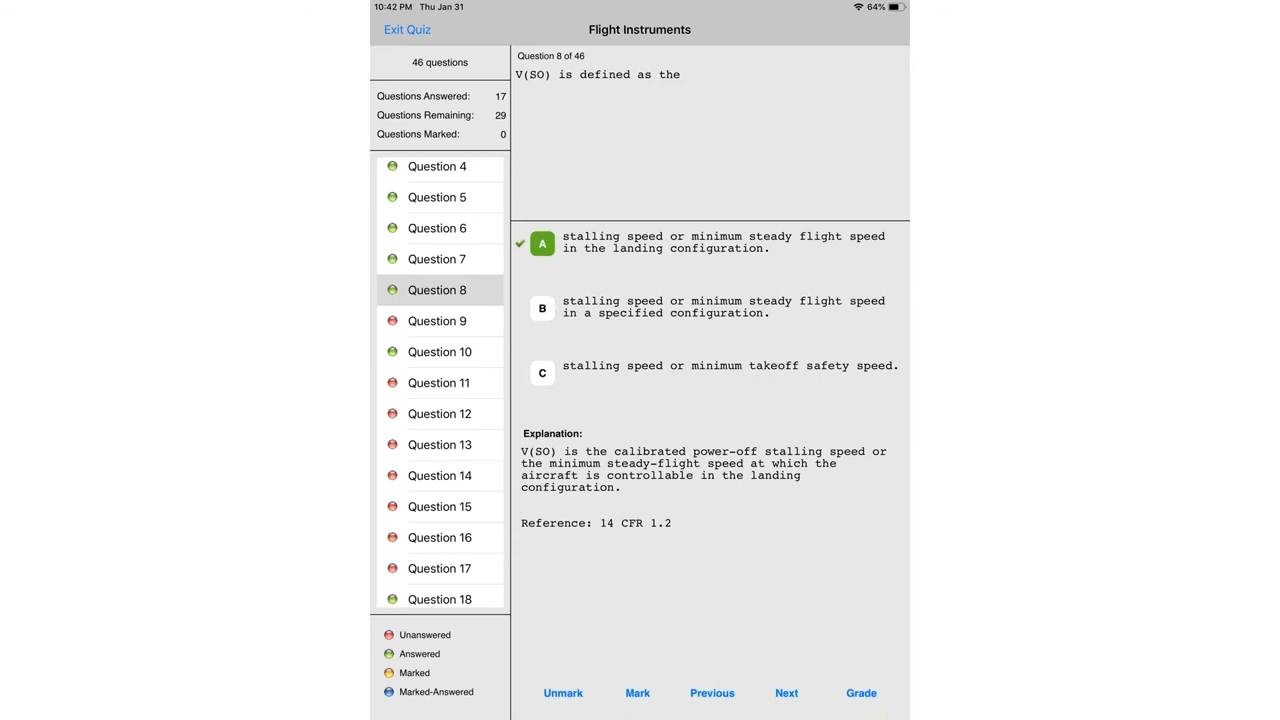 10:42 PM Thu Jan 31
64%
Exit Quiz
Flight Instruments
46 questions
Questions Answered: 17
Questions Remaining: 29
Questions Marked: 0
Question 4
Question 5
Question 6
Question 7
Question 8
Question 9
Question 10
Question 11
Question 12
Question 13
Question 14
Question 15
Question 16
Question 17
Question 18
Unanswered
Answered
Marked
Marked-Answered
Question 8 of 46
V(SO) is defined as the
A
stalling speed or minimum steady flight speed
in the landing configuration.
B
stalling speed or minimum steady flight speed
in a specified configuration.
C
stalling speed or minimum takeoff safety speed.
Explanation:
V(SO) is the calibrated power-off stalling speed or
the minimum steady-flight speed at which the
aircraft is controllable in the landing
configuration.
Reference: 14 CFR 1.2
Unmark
Mark
Previous
Next
Grade